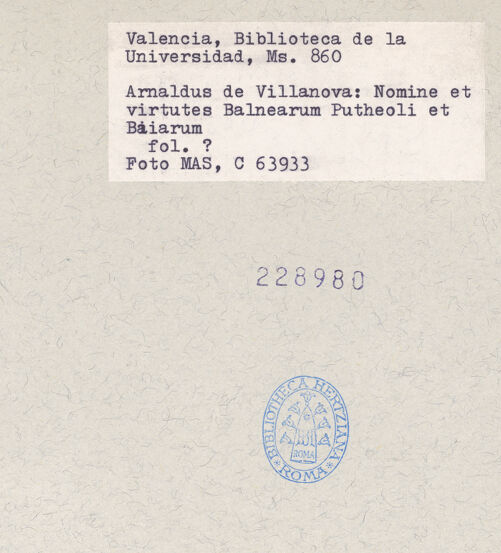 Valencia, Biblioteca de la
Universidad, Ms. 860
Arnaldus de Villanova: Nomine et
virtutes Balnearum Putheoli et
Baiarum
fol. ?
Foto MAS, C 63933
228980
BIBLIOTHECA HERTZIANA
ROMA
ROMA